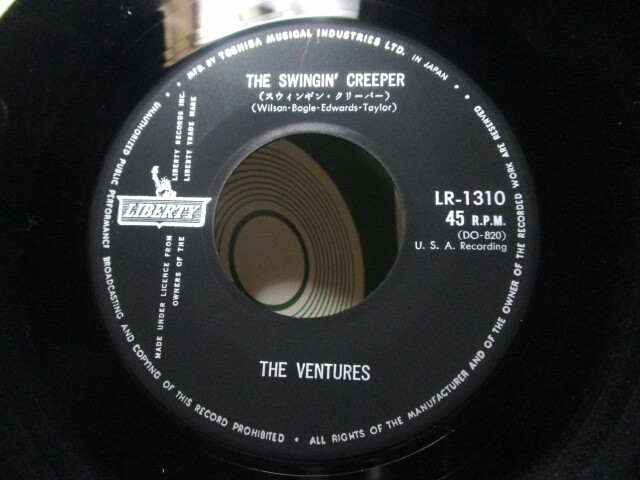 MFD. BY TOSHIBA MUSICAL INDUSTRIES LTD. IN JAPAN •
THE SWINGIN' CREEPER
(スウィンギン・クリーパー)
(Wilson-Bogle-Edwards-Taylor)
LIBERTY RECORDS INC.
LIBERTY TRADE MARK
LIBERTY
MADE UNDER LICENCE FROM
OWNERS OF THE
LR-1310
45 R.P.M.
(DO-820)
U. S. A. Recording
THE VENTURES
UNAUTHORIZED PUBLIC PERFORMANCE BROADCASTING AND COPYING OF THIS RECORD PROHIBITED • ALL RIGHTS OF THE MANUFACTURER AND OF THE OWNER OF THE RECORDED WORK ARE RESERVED